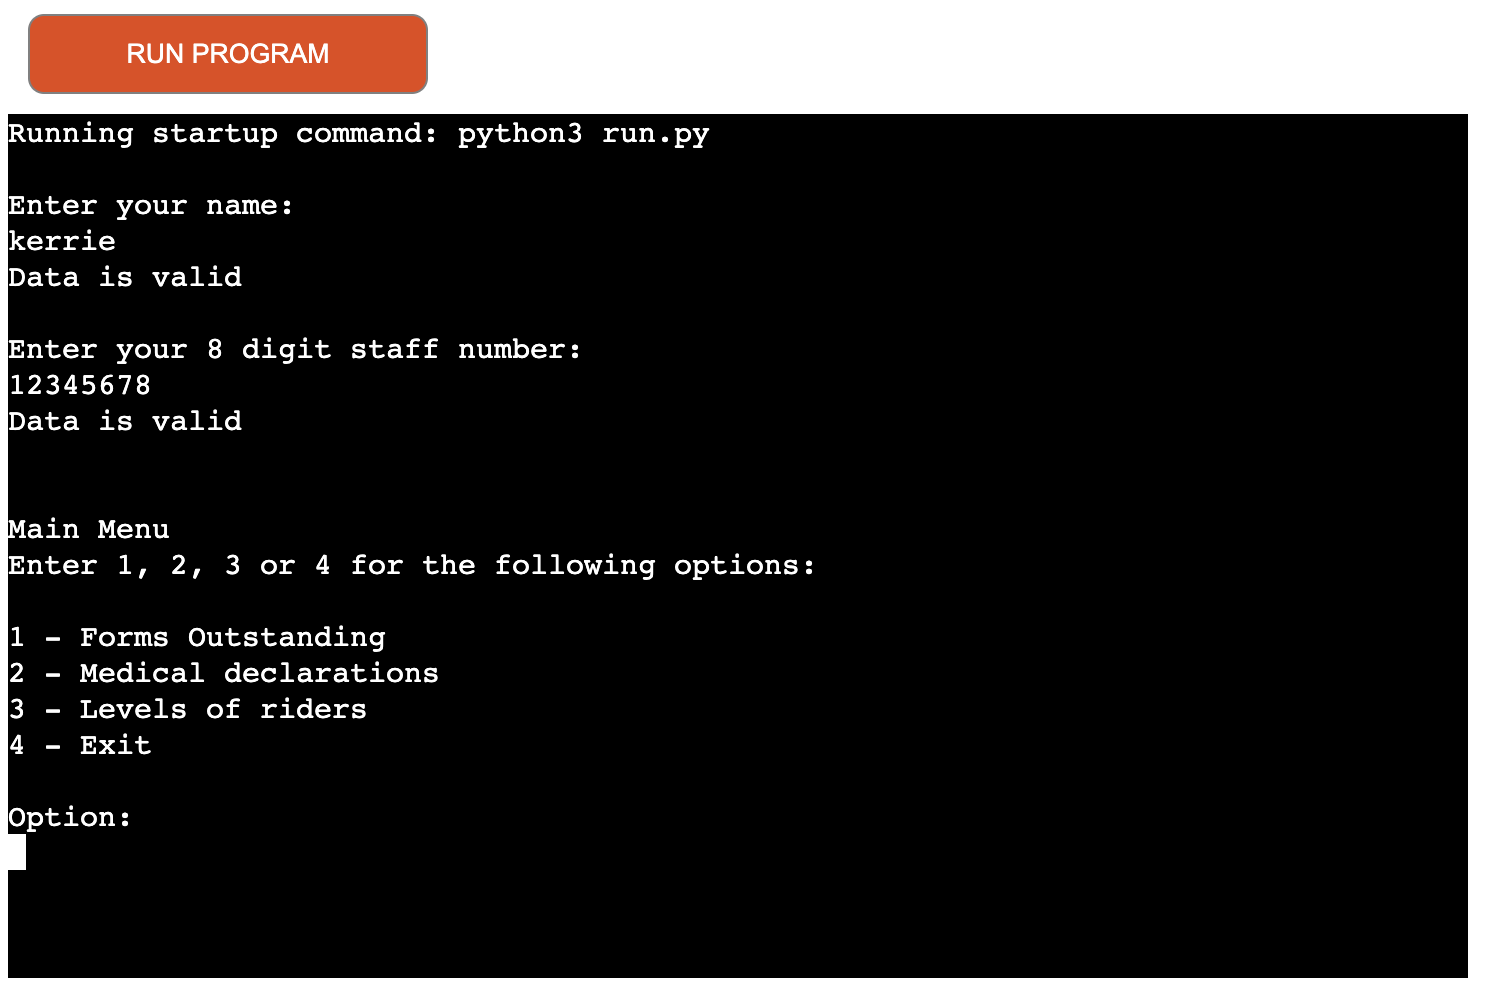 RUN PROGRAM
Running startup command: python3 run.py
Enter your name:
kerrie
Data is valid
Enter your 8 digit staff number:
12345678
Data is valid
Main Menu
Enter 1, 2, 3 or 4 for the following options:
1 - Forms Outstanding
2 - Medical declarations
3 - Levels of riders
4 - Exit
Option: